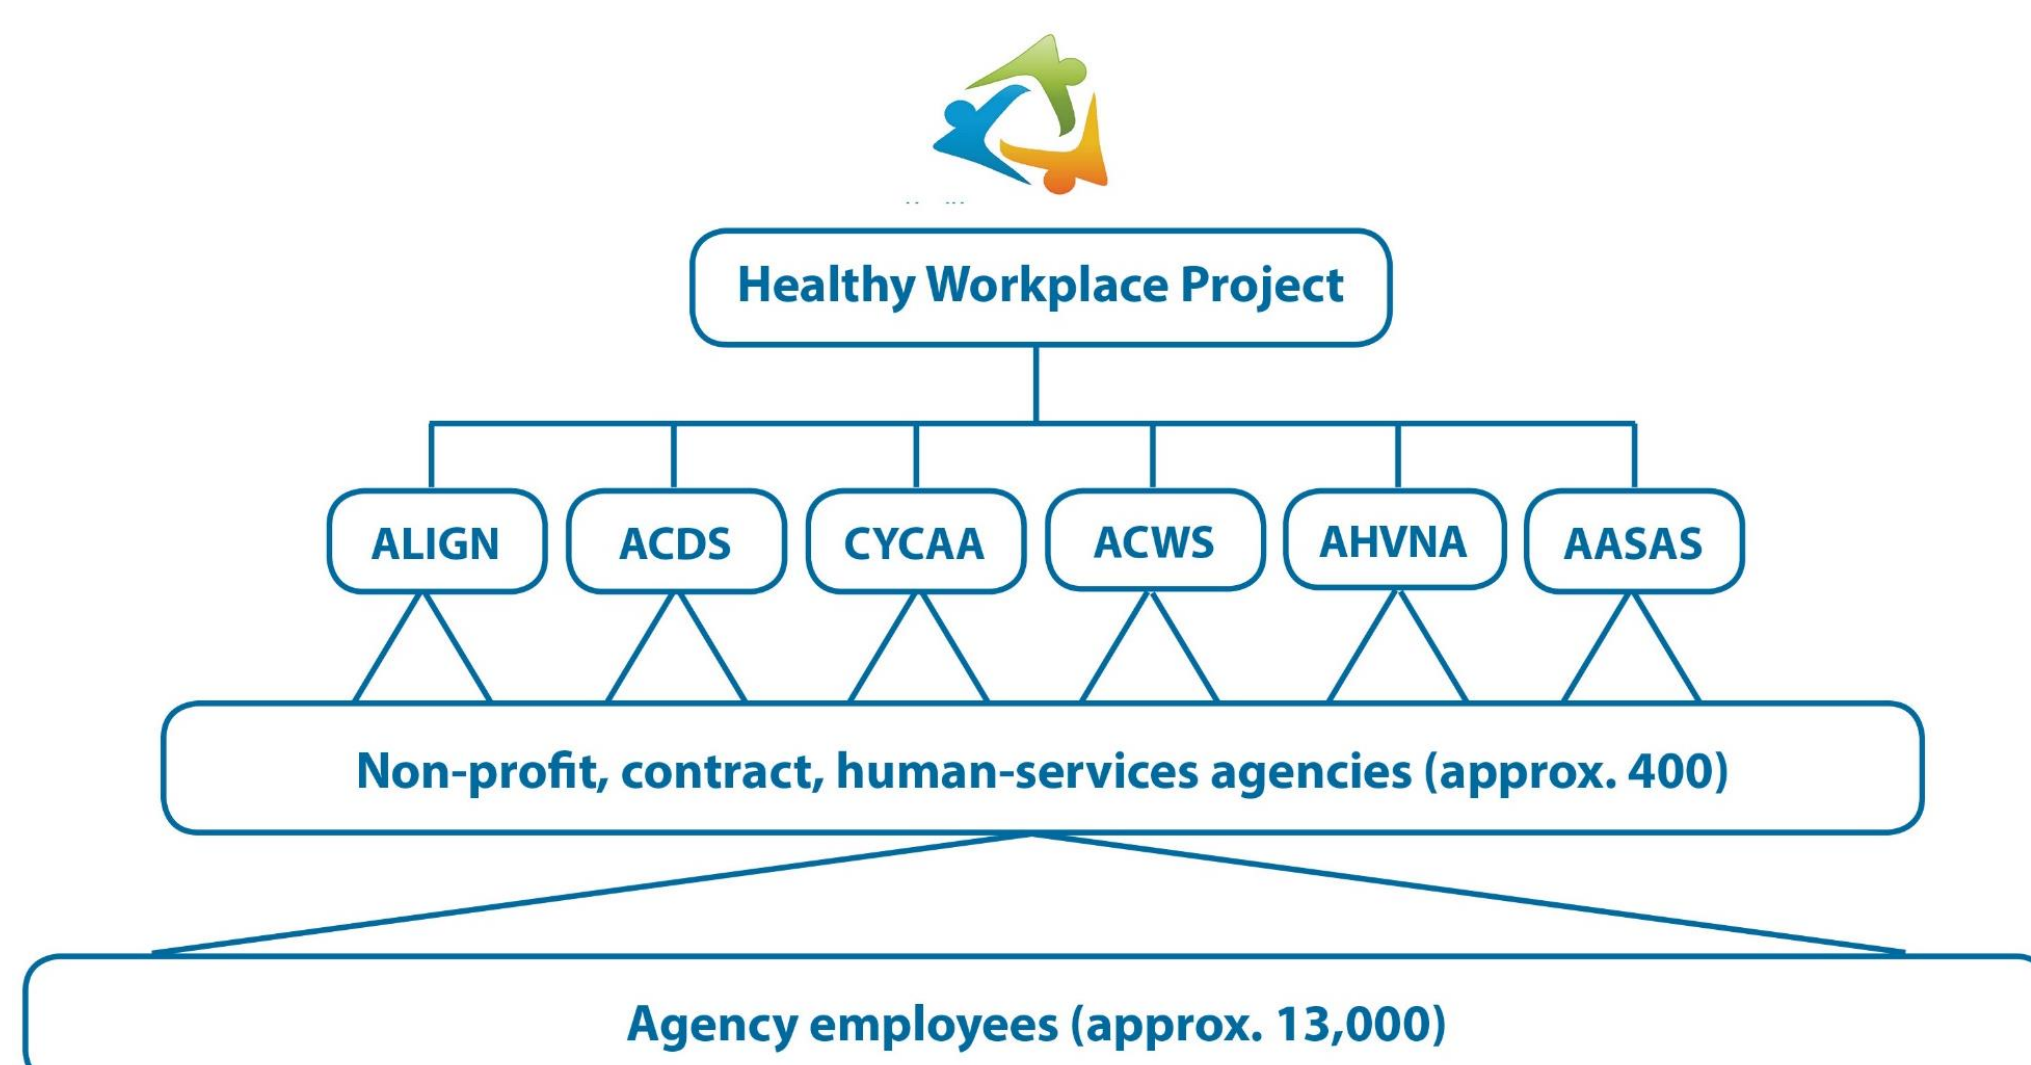 Healthy Workplace Project
ALIGN
ACDS
CYCAA
ACWS
AHVNA
AASAS
Non-profit, contract, human-services agencies (approx. 400)
Agency employees (approx. 13,000)